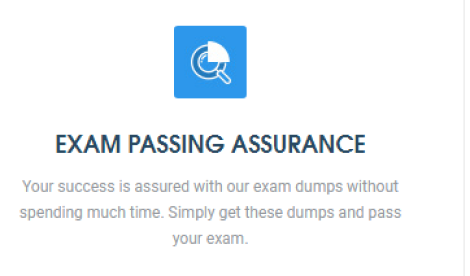 EXAM PASSING ASSURANCE
Your success is assured with our exam dumps without
spending much time. Simply get these dumps and pass
your exam.